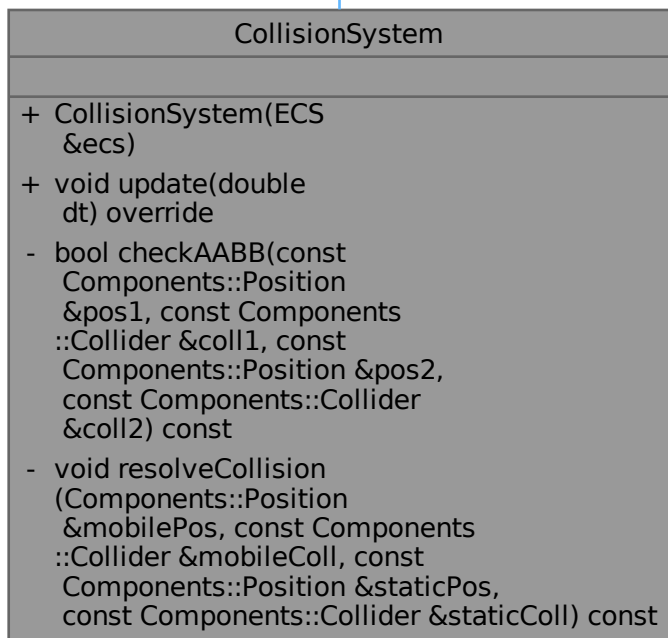 CollisionSystem
+ CollisionSystem(ECS
&ecs)
+ void update(double
dt) override
- bool checkAABB(const
Components::Position
&pos1, const Components
::Collider &coll1, const
Components::Position &pos2,
const Components::Collider
&coll2) const
- void resolveCollision
(Components::Position
&mobilePos, const Components
::Collider &mobileColl, const
Components::Position &staticPos,
const Components::Collider &staticColl) const